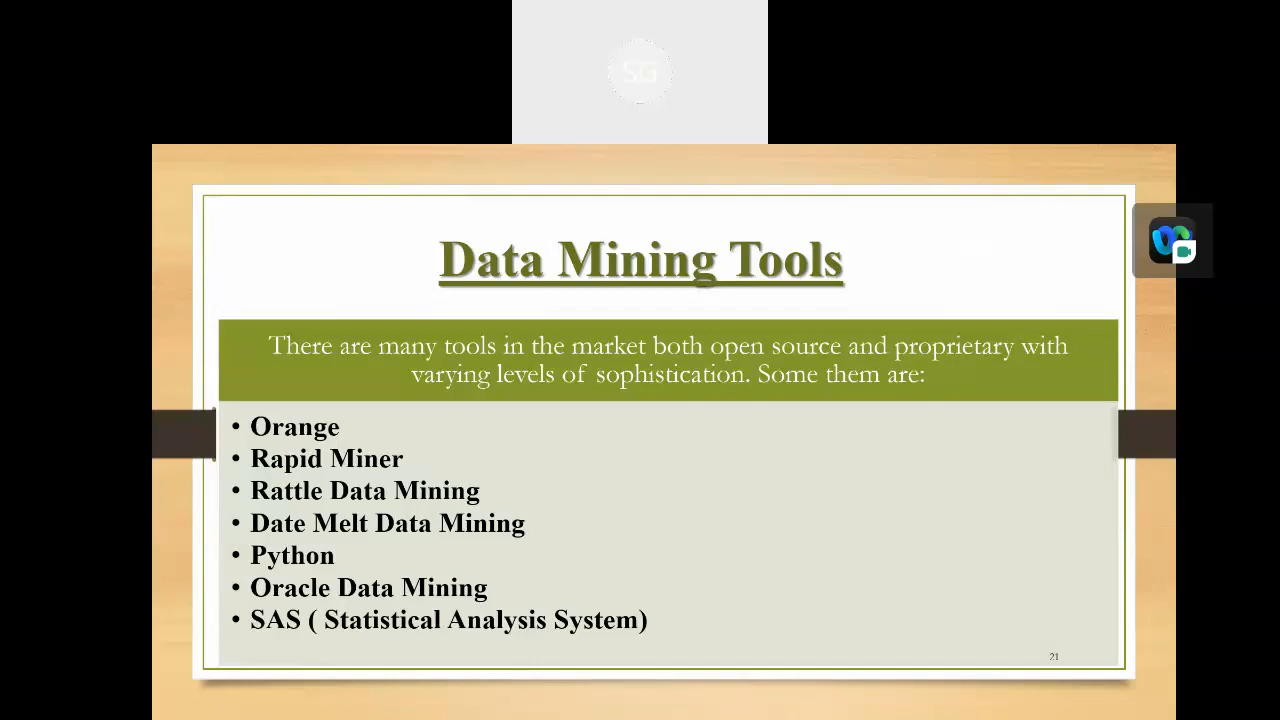 SG
Data Mining Tools
There are many tools in the market both open source and proprietary with
varying levels of sophistication. Some them are:
• Orange
• Rapid Miner
• Rattle Data Mining
• Date Melt Data Mining
• Python
• Oracle Data Mining
• SAS ( Statistical Analysis System)
21